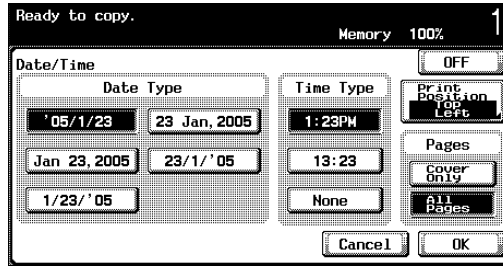 Ready to copy.
1
Memory 100%
Date/Time
OFF
Date Type
Time Type
Print
Position
Top
Left
'05/1/23
23 Jan,2005
1:23PM
Pages
Jan 23,2005
23/1/'05
13:23
Cover
Only
1/23/'05
None
All
Pages
Cancel
OK